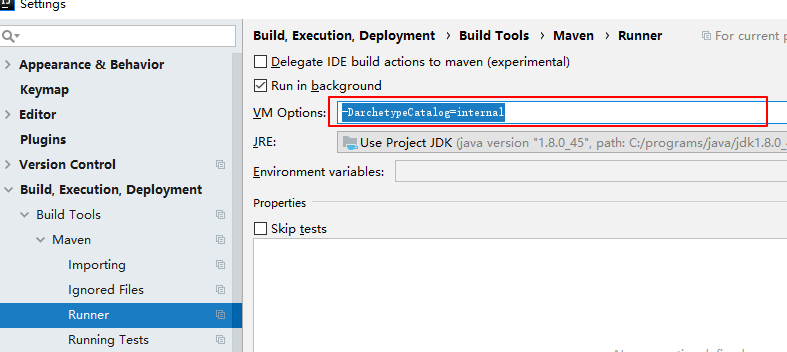 Settings
Build, Execution, Deployment › Build Tools › Maven › Runner
For current p
Delegate IDE build actions to maven (experimental)
Run in background
VM Options:
-DarchetypeCatalog=internal
JRE:
Use Project JDK (java version "1.8.0_45", path: C:/programs/java/jdk1.8.0_4
Environment variables:
Properties
Skip tests
Appearance & Behavior
Keymap
Editor
Plugins
Version Control
Build, Execution, Deployment
Build Tools
Maven
Importing
Ignored Files
Runner
Running Tests